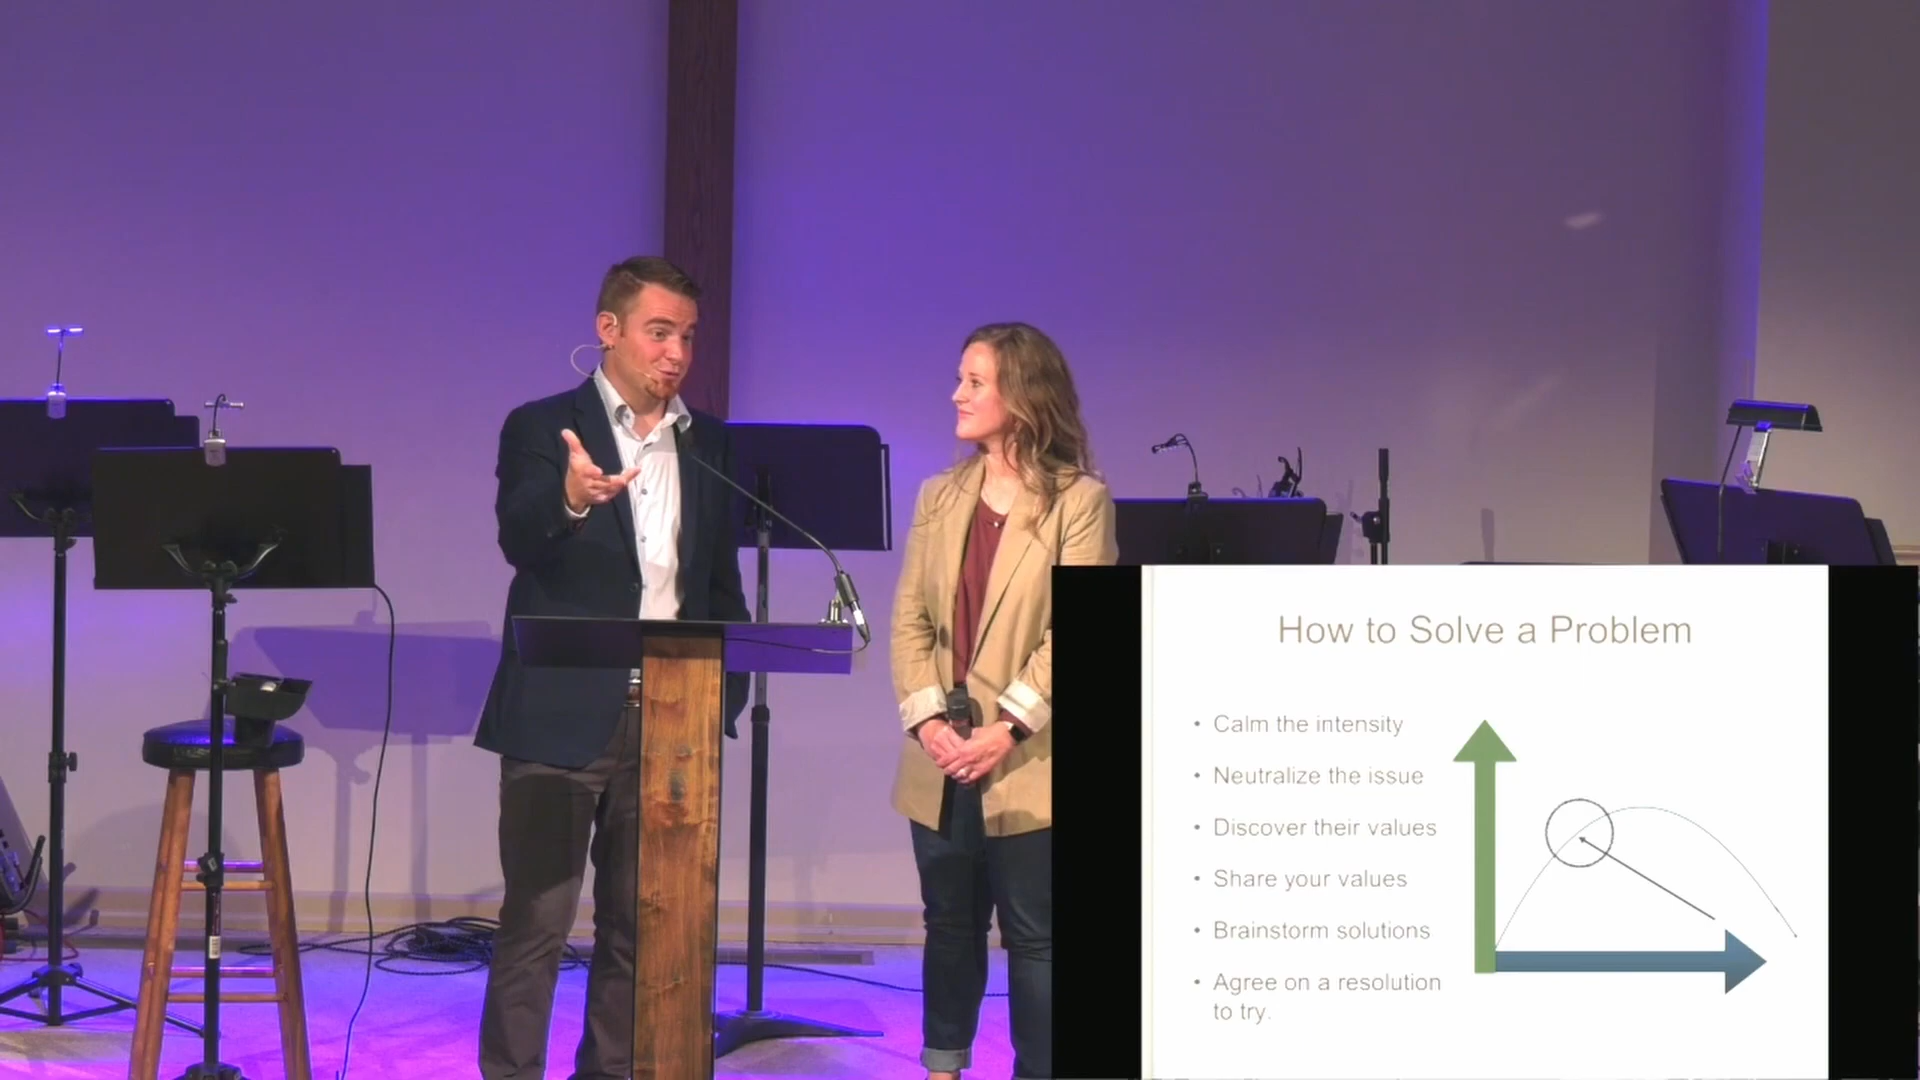 How to Solve a Problem
• Calm the intensity
• Neutralize the issue
• Discover their values
• Share your values
• Brainstorm solutions
• Agree on a resolution
to try.